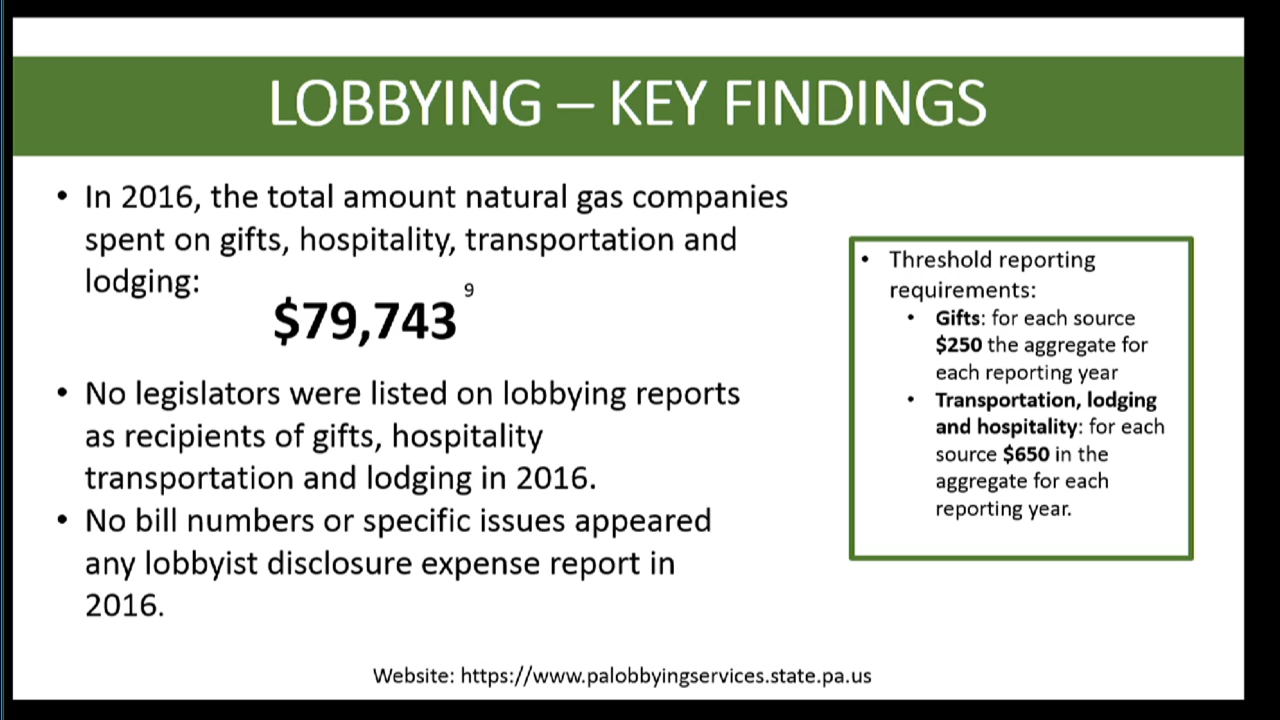 LOBBYING – KEY FINDINGS
• In 2016, the total amount natural gas companies
spent on gifts, hospitality, transportation and
lodging:
$79,743 9
• No legislators were listed on lobbying reports
as recipients of gifts, hospitality
transportation and lodging in 2016.
• No bill numbers or specific issues appeared
any lobbyist disclosure expense report in
2016.
• Threshold reporting
requirements:
• Gifts: for each source
$250 the aggregate for
each reporting year
• Transportation, lodging
and hospitality: for each
source $650 in the
aggregate for each
reporting year.
Website: https://www.palobbyingservices.state.pa.us